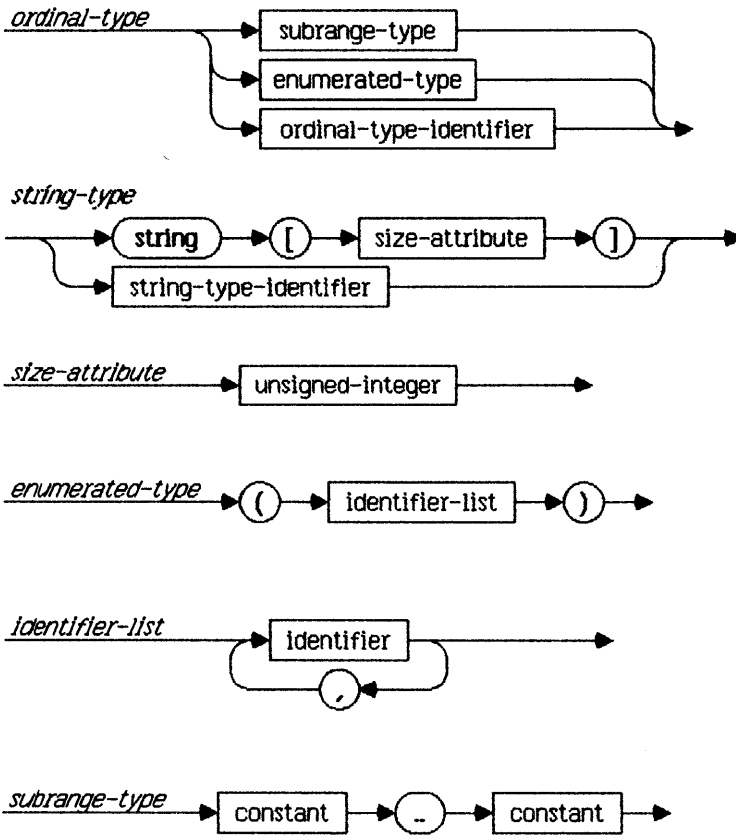 ordinal-type
subrange-type
enumerated-type
ordinal-type-identifier
string-type
string [ size-attribute ]
string-type-identifier
size-attribute unsigned-integer
enumerated-type ( identifier-list )
identifier-list identifier
,
subrange-type constant .. constant